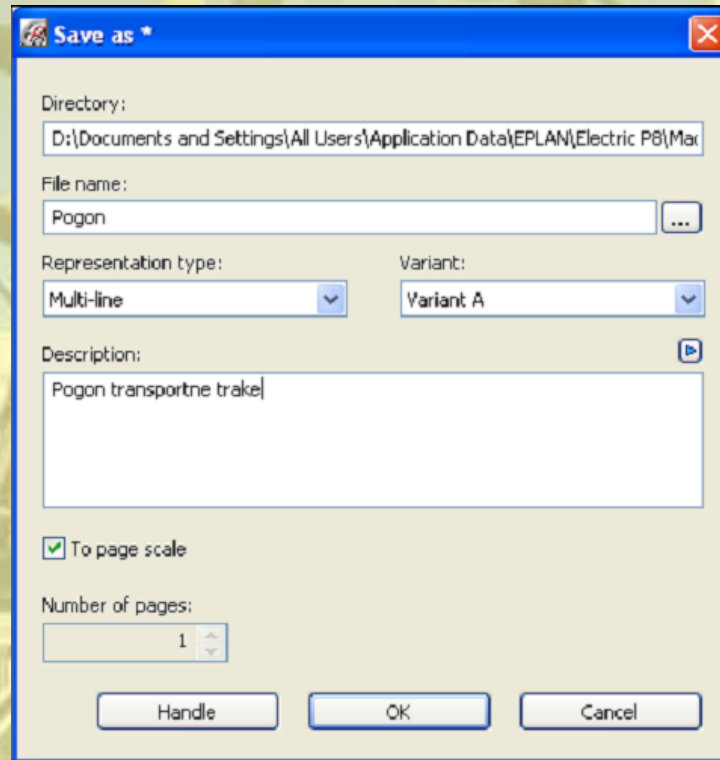 Save as *
Directory:
D:\Documents and Settings\All Users\Application Data\EPLAN\Electric P8\Mac
File name:
Pogon
...
Representation type: Variant:
Multi-line Variant A
Description:
Pogon transportne trake
To page scale
Number of pages:
1
Handle OK Cancel